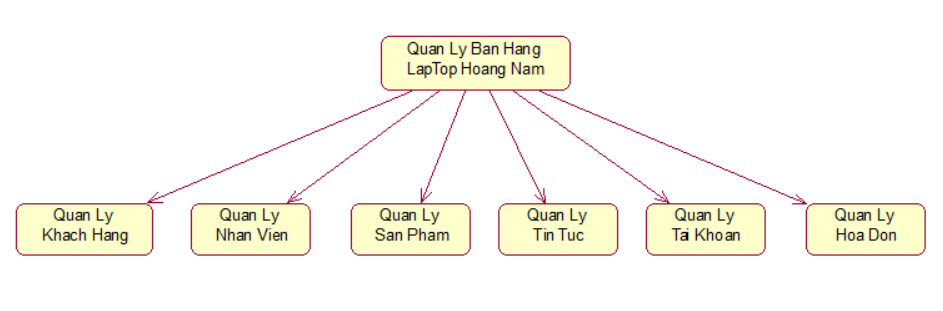 Quan Ly Ban Hang
LapTop Hoang Nam
Quan Ly
Khach Hang
Quan Ly
Nhan Vien
Quan Ly
San Pham
Quan Ly
Tin Tuc
Quan Ly
Tai Khoan
Quan Ly
Hoa Don